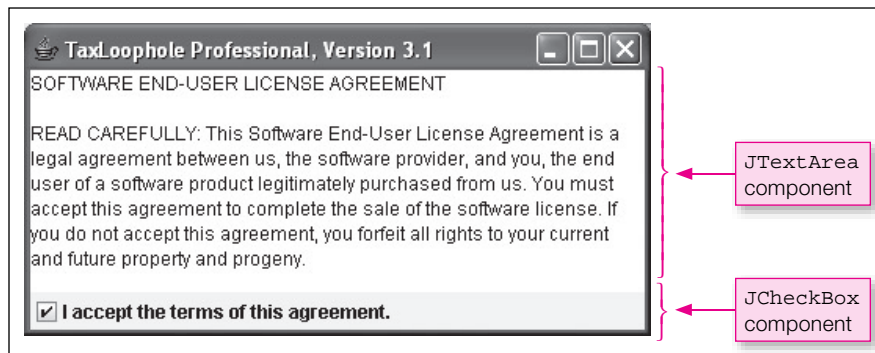 TaxLoophole Professional, Version 3.1
SOFTWARE END-USER LICENSE AGREEMENT
READ CAREFULLY: This Software End-User License Agreement is a
legal agreement between us, the software provider, and you, the end
user of a software product legitimately purchased from us. You must
accept this agreement to complete the sale of the software license. If
you do not accept this agreement, you forfeit all rights to your current
and future property and progeny.
I accept the terms of this agreement.
JTextArea
component
JCheckBox
component